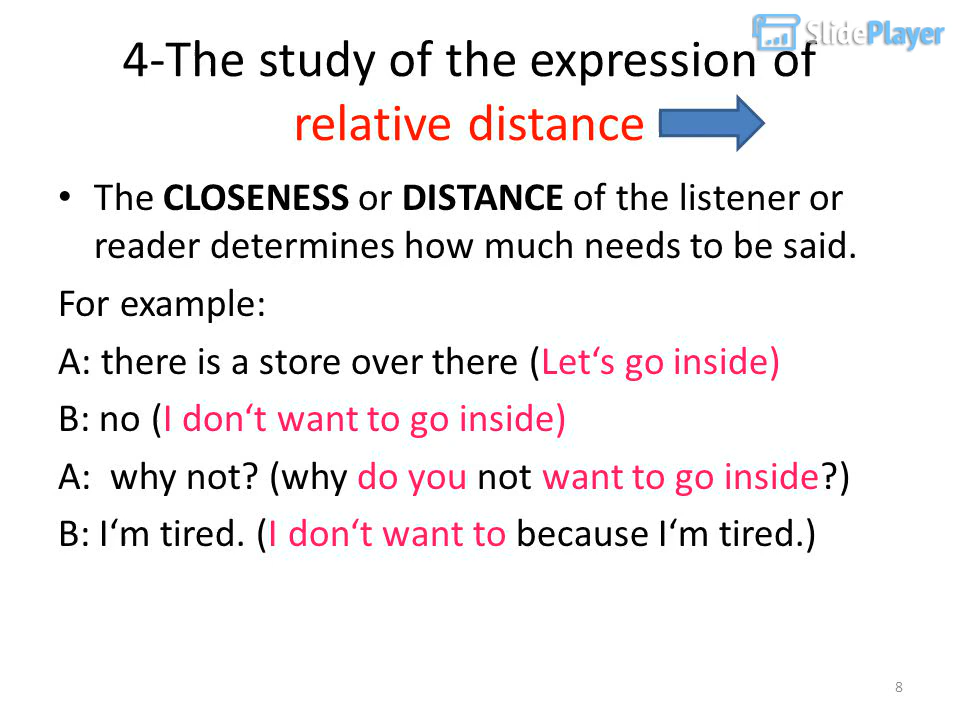 SlidePlayer
4-The study of the expression of
relative distance
• The CLOSENESS or DISTANCE of the listener or
reader determines how much needs to be said.
For example:
A: there is a store over there (Let‘s go inside)
B: no (I don‘t want to go inside)
A:  why not? (why do you not want to go inside?)
B: I‘m tired. (I don‘t want to because I‘m tired.)
8